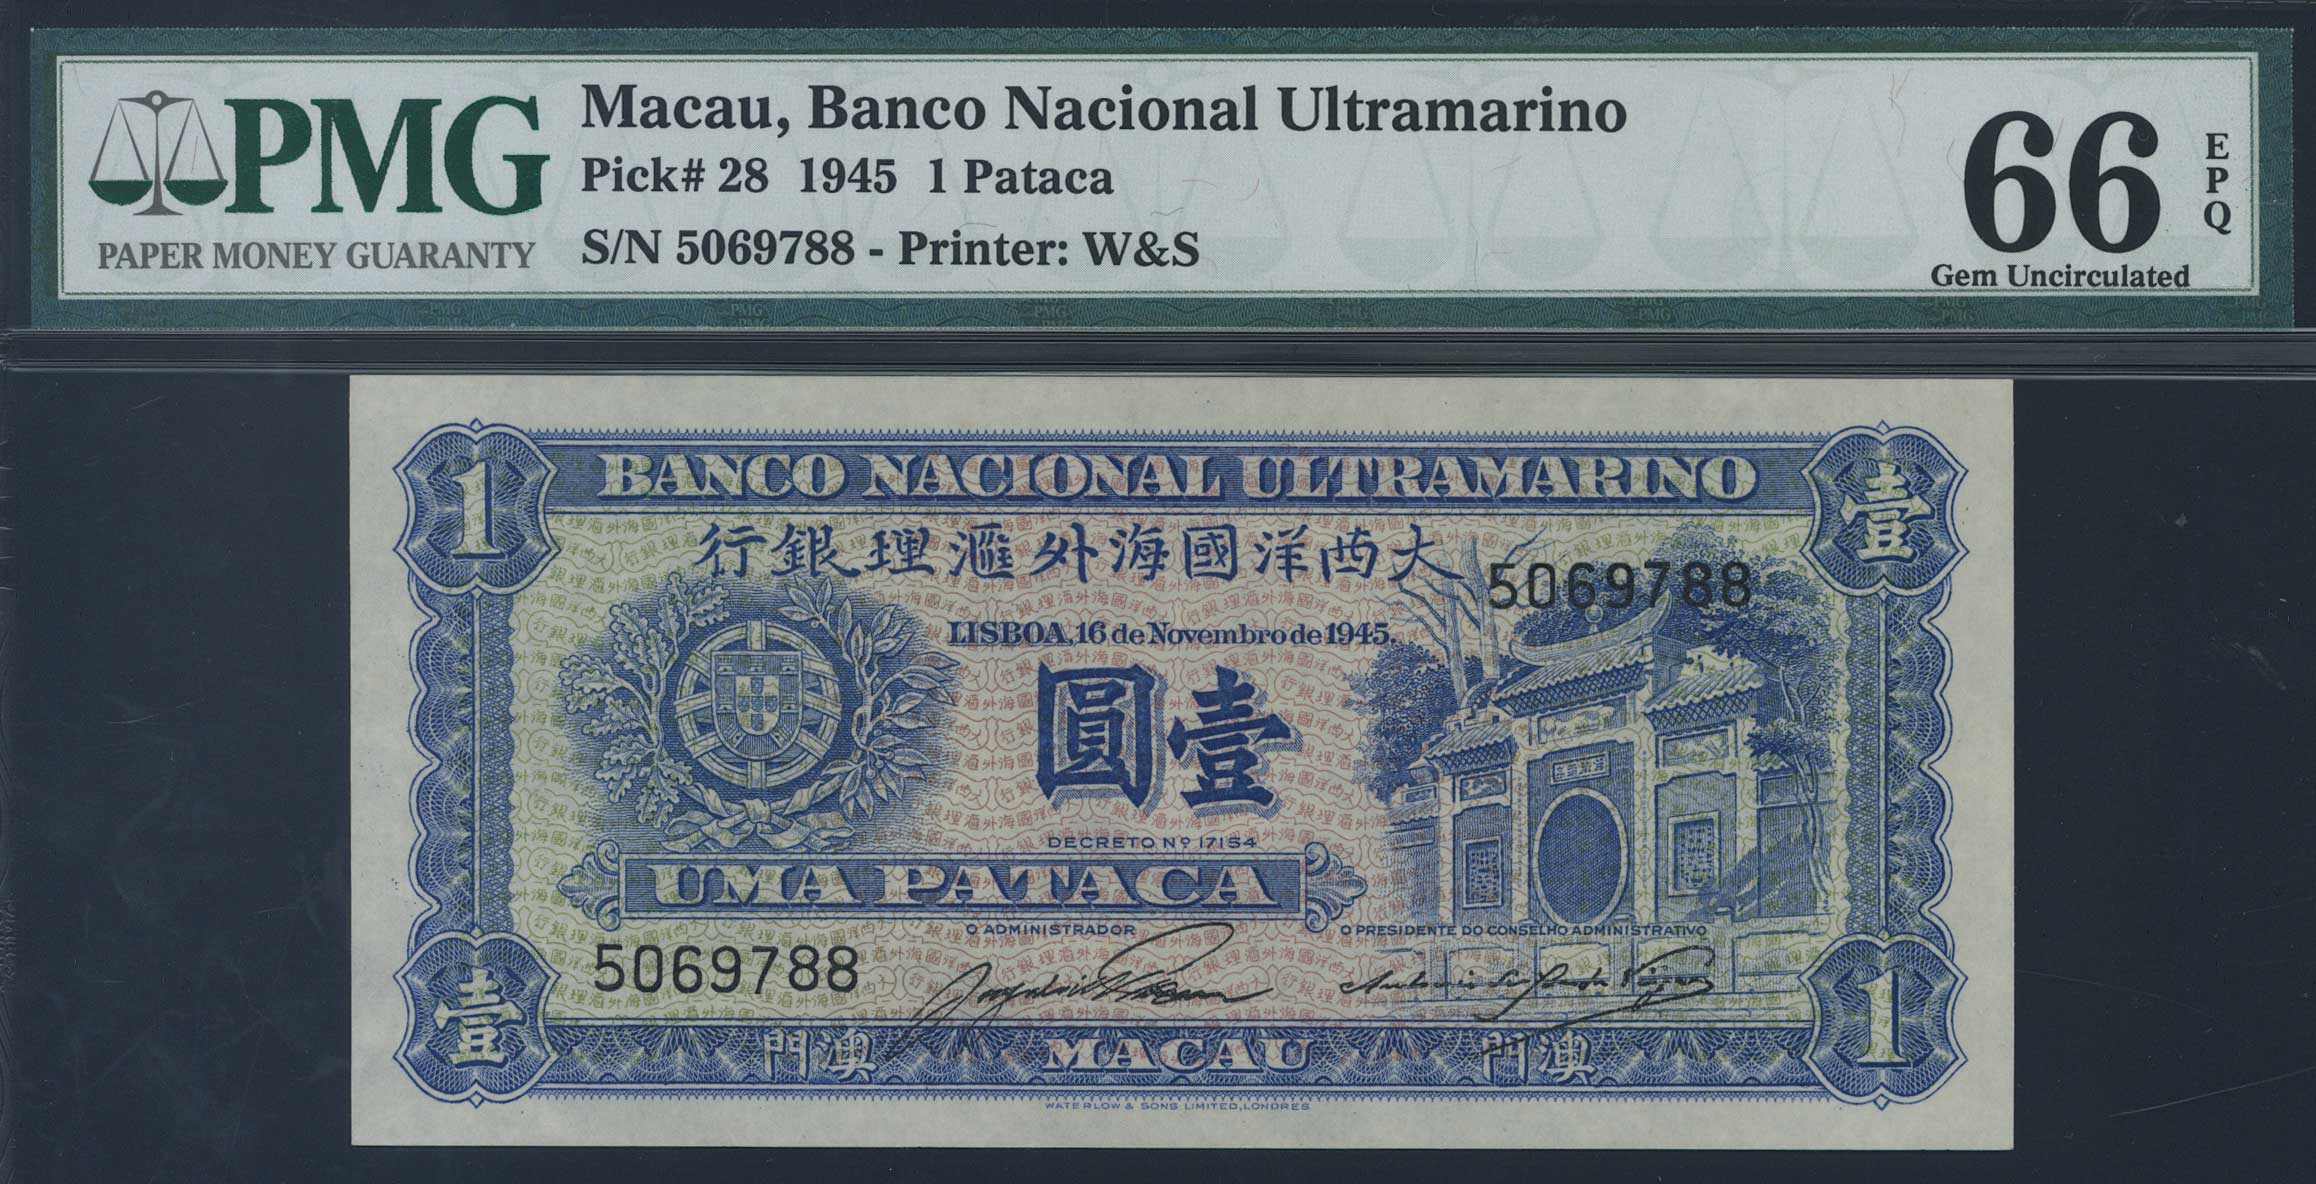 PMG
PAPER MONEY GUARANTY
Macau, Banco Nacional Ultramarino
Pick# 28 1945 1 Pataca
S/N 5069788 - Printer: W&S
66
EPQ
Gem Uncirculated
1
BANCO NACIONAL ULTRAMARINO
壹
行銀理滙外海國洋西大
5069788
LISBOA, 16 de Novembro de 1945.
圓壹
DECRETO Nº 17154
UMA PATACA
O ADMINISTRADOR
O PRESIDENTE DO CONSELHO ADMINISTRATIVO
5069788
壹
門澳
MACAU
門澳
1
WATERLOW & SONS LIMITED, LONDRES